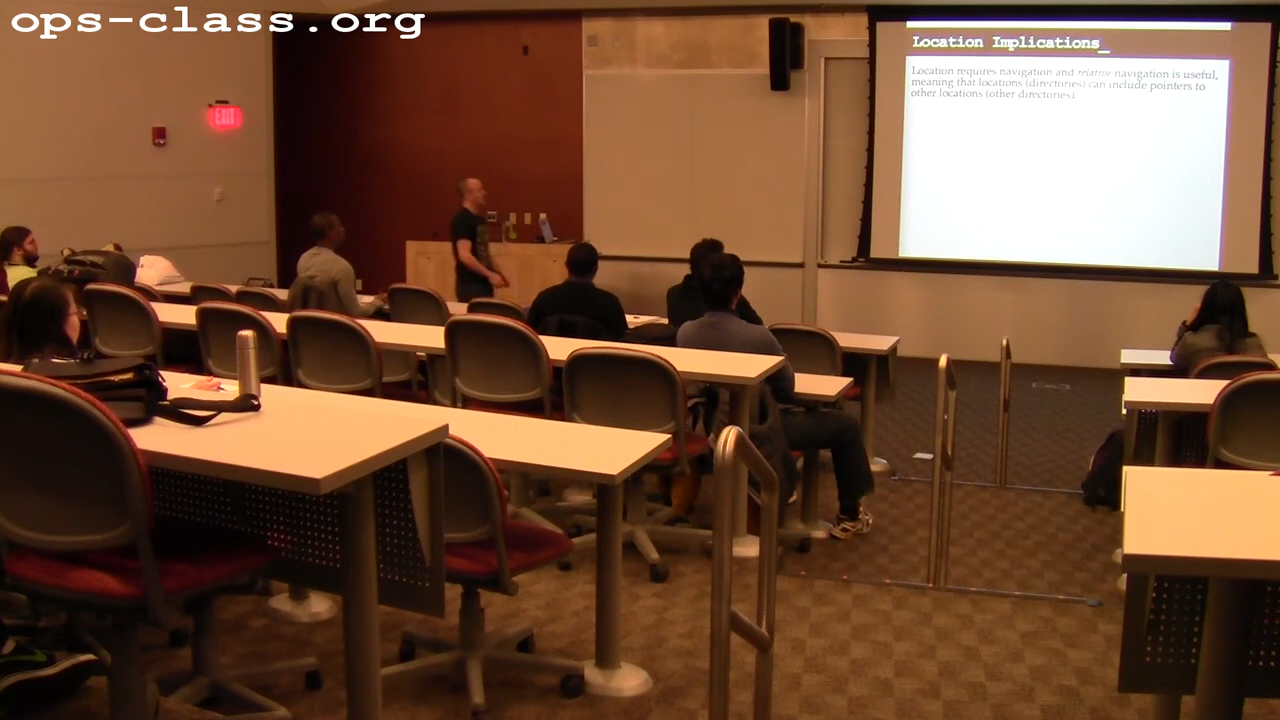 ops-class.org
EXIT
Location Implications_
Location requires navigation and relative navigation is useful,
meaning that locations (directories) can include pointers to
other locations (other directories).